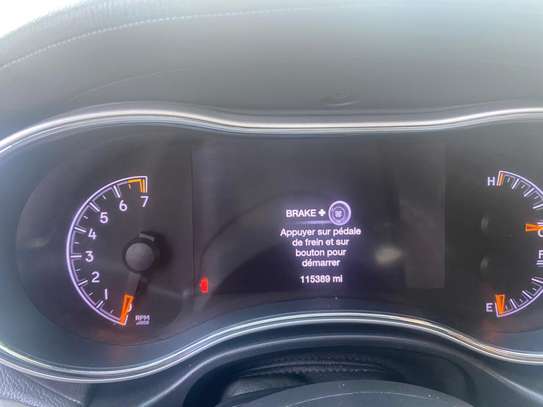 7
6
5
4
3
2
1
0
RPM
BRAKE +
Appuyer sur pédale
de frein et sur
bouton pour
démarrer
115389 mi
H
C
F
E